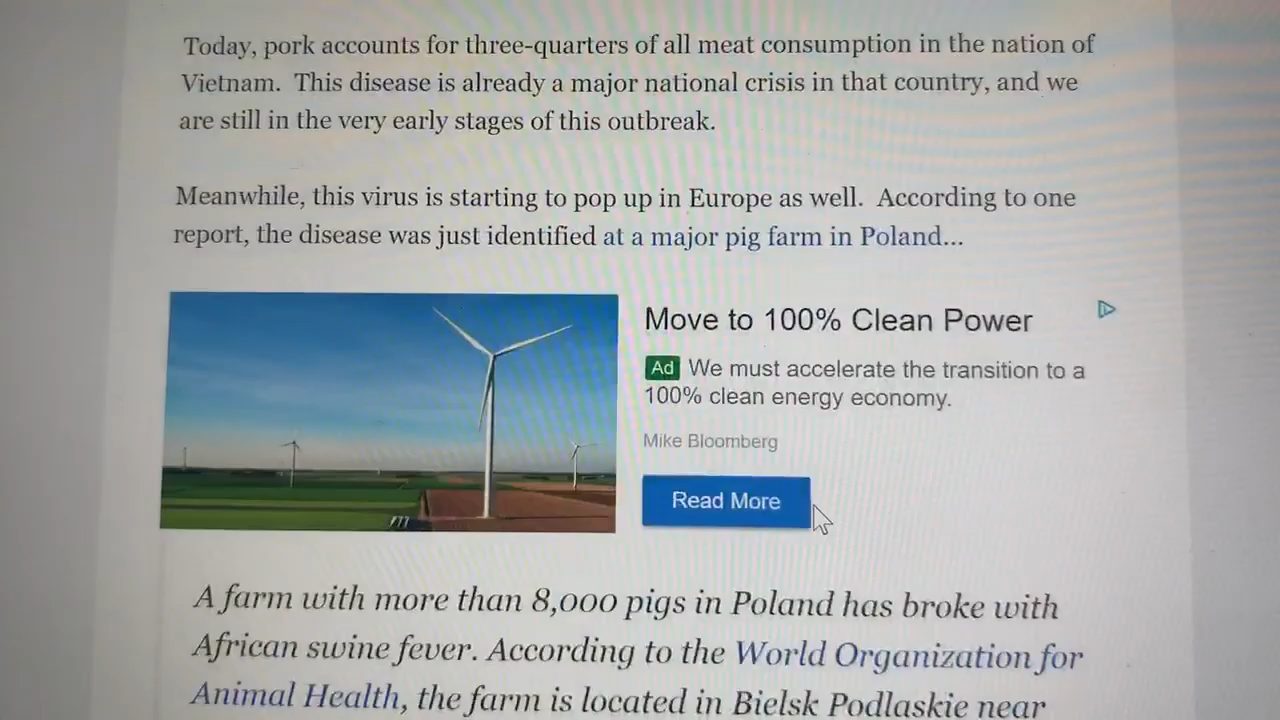 Today, pork accounts for three-quarters of all meat consumption in the nation of
Vietnam. This disease is already a major national crisis in that country, and we
are still in the very early stages of this outbreak.
Meanwhile, this virus is starting to pop up in Europe as well. According to one
report, the disease was just identified at a major pig farm in Poland...
Move to 100% Clean Power
Ad We must accelerate the transition to a
100% clean energy economy.
Mike Bloomberg
Read More
A farm with more than 8,000 pigs in Poland has broke with
African swine fever. According to the World Organization for
Animal Health, the farm is located in Bielsk Podlaskie near